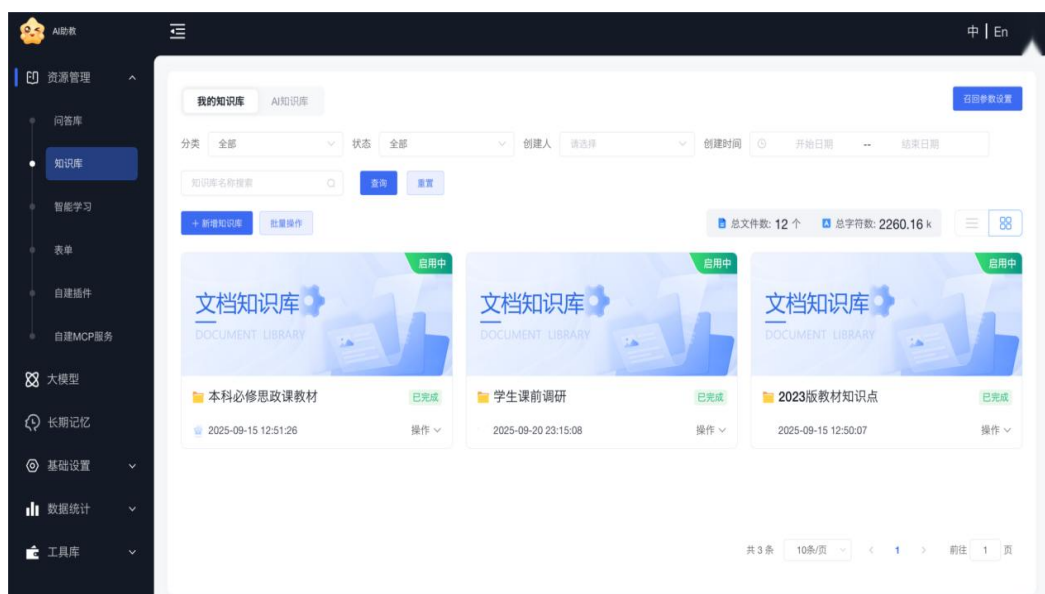 AI助教
中 | En
资源管理
问答库
知识库
智能学习
表单
自建插件
自建MCP服务
大模型
长期记忆
基础设置
数据统计
工具库
我的知识库 AI知识库 召回参数设置
分类 全部 状态 全部 创建人 请选择 创建时间 开始日期 -- 结束日期
知识库名称搜索 查询 重置
+ 新增知识库 批量操作 总文件数: 12 个 总字符数: 2260.16 k
启用中 启用中 启用中
文档知识库 文档知识库 文档知识库
DOCUMENT LIBRARY DOCUMENT LIBRARY DOCUMENT LIBRARY
本科必修思政课教材 已完成 学生课前调研 已完成 2023版教材知识点 已完成
2025-09-15 12:51:26 操作 2025-09-20 23:15:08 操作 2025-09-15 12:50:07 操作
共 3 条 10条/页 < 1 > 前往 1 页